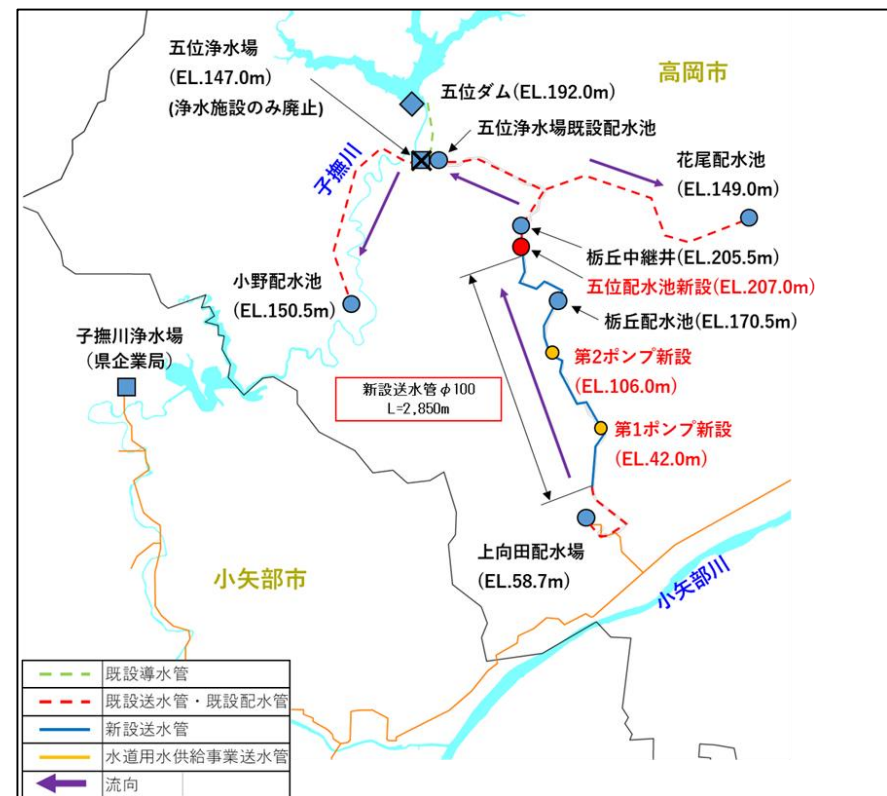 五位浄水場
(EL.147.0m)
(浄水施設のみ廃止)
五位ダム(EL.192.0m)
高岡市
五位浄水場既設配水池
花尾配水池
(EL.149.0m)
子撫川
栃丘中継井(EL.205.5m)
五位配水池新設(EL.207.0m)
小野配水池
(EL.150.5m)
栃丘配水池(EL.170.5m)
子撫川浄水場
(県企業局)
第2ポンプ新設
(EL.106.0m)
新設送水管φ100
L=2,850m
第1ポンプ新設
(EL.42.0m)
上向田配水場
(EL.58.7m)
小矢部市
小矢部川
既設導水管
既設送水管・既設配水管
新設送水管
水道用水供給事業送水管
流向